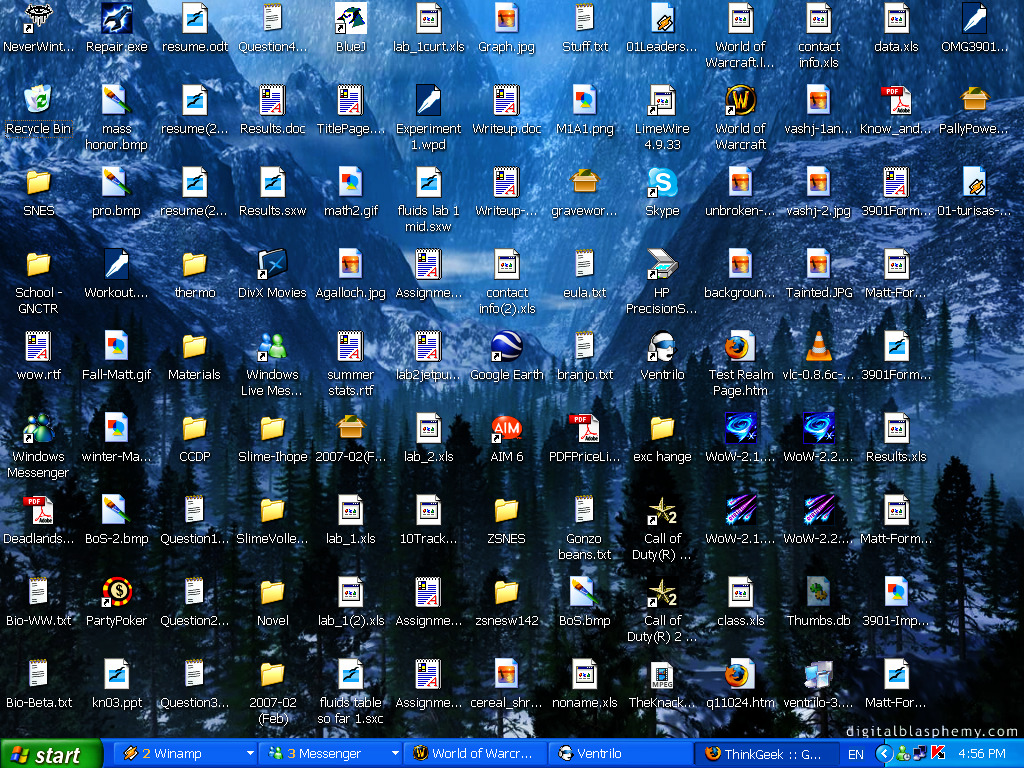 NeverWint... Repair.exe resume.odt Question4... BlueJ lab_1curt.xls Graph.jpg Stuff.txt 01Leaders... World of contact data.xls OMG3901...
Warcraft.l... info.xls
Recycle Bin mass Results.doc TitlePage.... Experiment Writeup.doc M1A1.png LimeWire World of vashj-1an... Know_and... PallyPowe...
honor.bmp resume(2... 1.wpd 4.9.33 Warcraft
SNES pro.bmp resume(2... Results.sxw math2.gif fluids lab 1 Writeup-... gravewor... Skype unbroken-... vashj-2.jpg 3901Form... 01-turisas-...
mid.sxw
School - Workout.... thermo DivX Movies Agalloch.jpg Assignme... contact eula.txt HP backgroun... Tainted.JPG Matt-For...
GNCTR info(2).xls PrecisionS...
wow.rtf Fall-Matt.gif Materials Windows summer lab2jetpu... Google Earth branjo.txt Ventrilo Test Realm vlc-0.8.6c-... 3901Form...
Live Mes... stats.rtf Page.htm
Windows winter-Ma... CCDP Slime-Ihope 2007-02(F... lab_2.xls AIM 6 PDFPriceLi... exc hange WoW-2.1.... WoW-2.2.... Results.xls
Messenger
Deadlands... BoS-2.bmp Question1... SlimeVolle... lab_1.xls 10Track... ZSNES Gonzo Call of WoW-2.1.... WoW-2.2:... Matt-Form...
beans.txt Duty(R) ...
Bio-WW.txt PartyPoker Question2... Novel lab_1(2).xls Assignme... zsnesw142 BoS.bmp Call of class.xls Thumbs.db 3901-Imp...
Duty(R) 2 ...
Bio-Beta.txt kn03.ppt Question3... 2007-02 fluids table Assignme... cereal_shr... noname.xls TheKnack... q11024.htm ventrilo-3.... Matt-For...
(Feb) so far 1.sxc
digitalblasphemy.com
start 2 Winamp 3 Messenger World of Warcr... Ventrilo ThinkGeek :: G... EN 4:56 PM